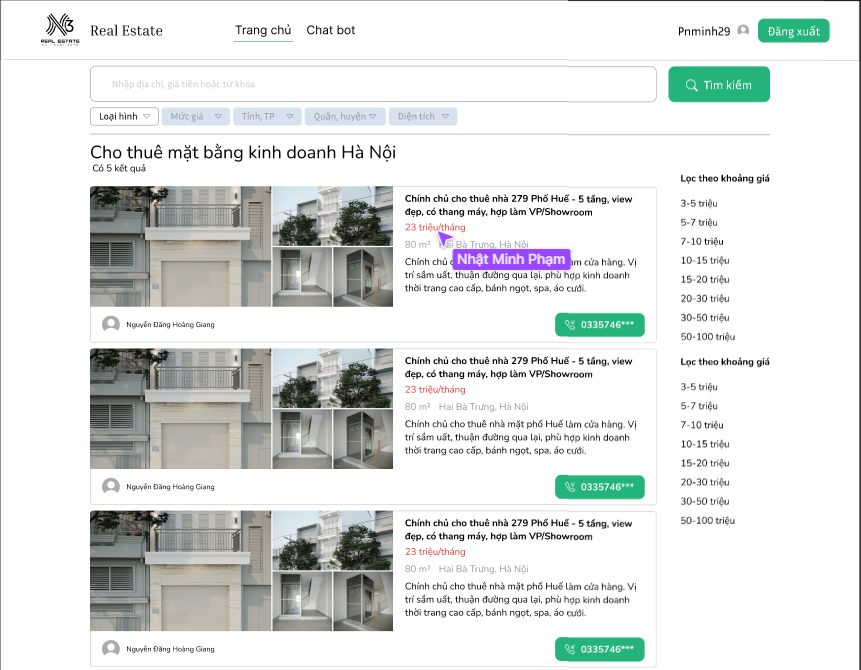 REAL ESTATE
Real Estate
Trang chủ
Chat bot
Pnminh29
Đăng xuất
Nhập địa chỉ, giá tiền hoặc từ khóa
Tìm kiếm
Loại hình
Mức giá
Tỉnh, TP
Quận, huyện
Diện tích
Cho thuê mặt bằng kinh doanh Hà Nội
Có 5 kết quả
Chính chủ cho thuê nhà 279 Phố Huế - 5 tầng, view
đẹp, có thang máy, hợp làm VP/Showroom
23 triệu/tháng
80 m² Hai Bà Trưng, Hà Nội
Nhật Minh Phạm
Chính chủ làm cửa hàng. Vị
trí sầm uất, thuận đường qua lại, phù hợp kinh doanh
thời trang cao cấp, bánh ngọt, spa, áo cưới.
Nguyễn Đăng Hoàng Giang
0335746***
Chính chủ cho thuê nhà 279 Phố Huế - 5 tầng, view
đẹp, có thang máy, hợp làm VP/Showroom
23 triệu/tháng
80 m² Hai Bà Trưng, Hà Nội
Chính chủ cho thuê nhà mặt phố Huế làm cửa hàng. Vị
trí sầm uất, thuận đường qua lại, phù hợp kinh doanh
thời trang cao cấp, bánh ngọt, spa, áo cưới.
Nguyễn Đăng Hoàng Giang
0335746***
Chính chủ cho thuê nhà 279 Phố Huế - 5 tầng, view
đẹp, có thang máy, hợp làm VP/Showroom
23 triệu/tháng
80 m² Hai Bà Trưng, Hà Nội
Chính chủ cho thuê nhà mặt phố Huế làm cửa hàng. Vị
trí sầm uất, thuận đường qua lại, phù hợp kinh doanh
thời trang cao cấp, bánh ngọt, spa, áo cưới.
Nguyễn Đăng Hoàng Giang
0335746***
Lọc theo khoảng giá
3-5 triệu
5-7 triệu
7-10 triệu
10-15 triệu
15-20 triệu
20-30 triệu
30-50 triệu
50-100 triệu
Lọc theo khoảng giá
3-5 triệu
5-7 triệu
7-10 triệu
10-15 triệu
15-20 triệu
20-30 triệu
30-50 triệu
50-100 triệu